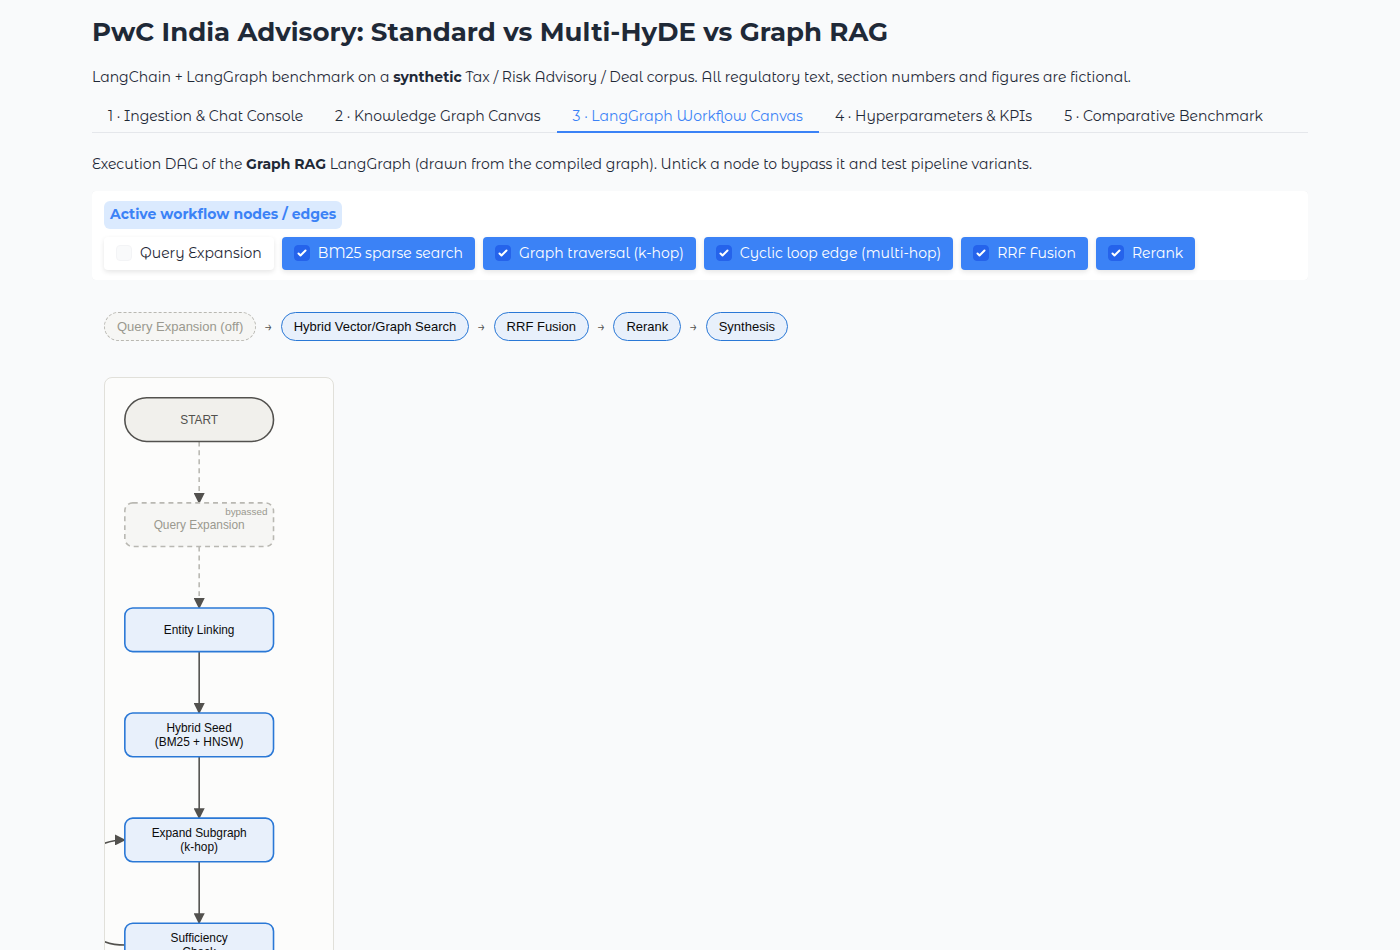 PwC India Advisory: Standard vs Multi-HyDE vs Graph RAG
LangChain + LangGraph benchmark on a synthetic Tax / Risk Advisory / Deal corpus. All regulatory text, section numbers and figures are fictional.
1 · Ingestion & Chat Console
2 · Knowledge Graph Canvas
3 · LangGraph Workflow Canvas
4 · Hyperparameters & KPIs
5 · Comparative Benchmark
Execution DAG of the Graph RAG LangGraph (drawn from the compiled graph). Untick a node to bypass it and test pipeline variants.
Active workflow nodes / edges
Query Expansion
BM25 sparse search
Graph traversal (k-hop)
Cyclic loop edge (multi-hop)
RRF Fusion
Rerank
Query Expansion (off) → Hybrid Vector/Graph Search → RRF Fusion → Rerank → Synthesis
START
bypassed
Query Expansion
Entity Linking
Hybrid Seed
(BM25 + HNSW)
Expand Subgraph
(k-hop)
Sufficiency
Check